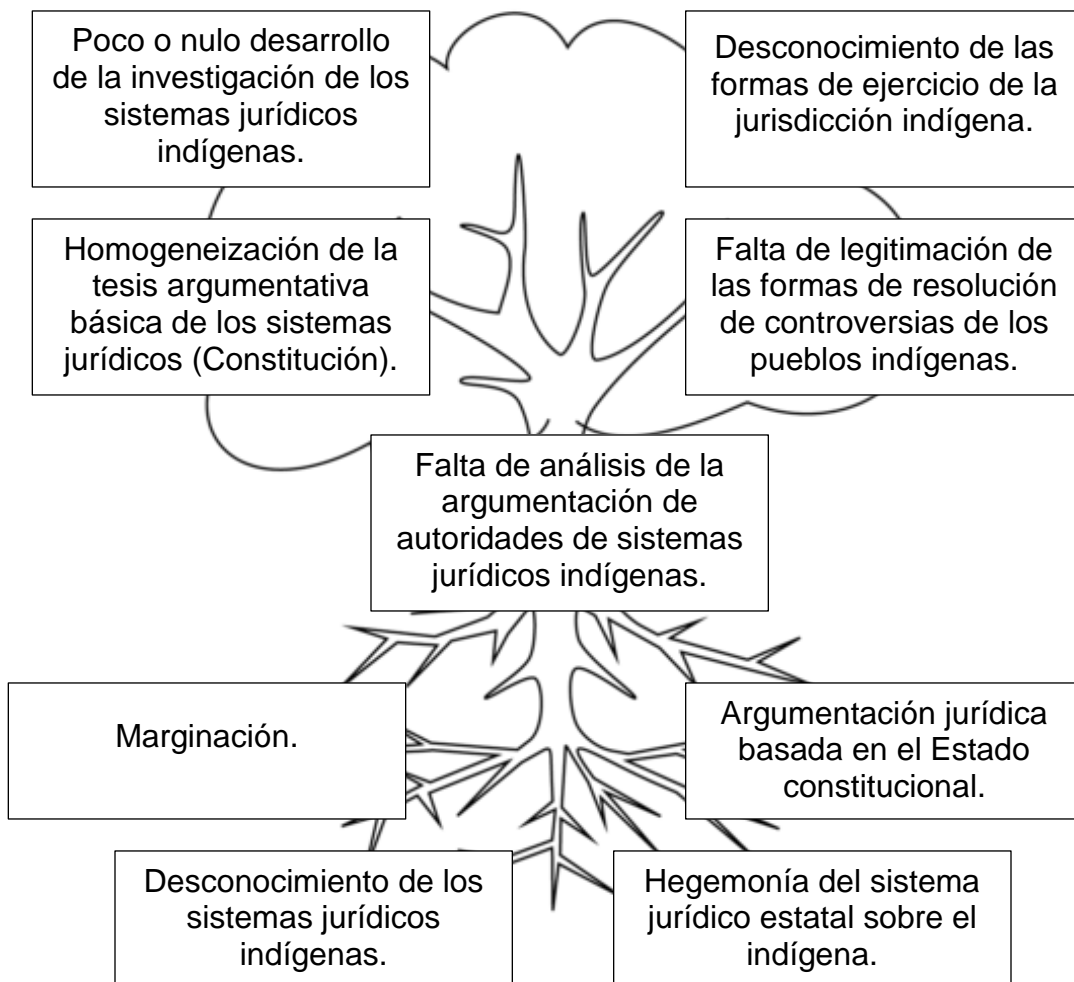 Poco o nulo desarrollo
de la investigación de los
sistemas jurídicos
indígenas.
Desconocimiento de las
formas de ejercicio de la
jurisdicción indígena.
Homogeneización de la
tesis argumentativa
básica de los sistemas
jurídicos (Constitución).
Falta de legitimación de
las formas de resolución
de controversias de los
pueblos indígenas.
Falta de análisis de la
argumentación de
autoridades de sistemas
jurídicos indígenas.
Marginación.
Argumentación jurídica
basada en el Estado
constitucional.
Desconocimiento de los
sistemas jurídicos
indígenas.
Hegemonía del sistema
jurídico estatal sobre el
indígena.